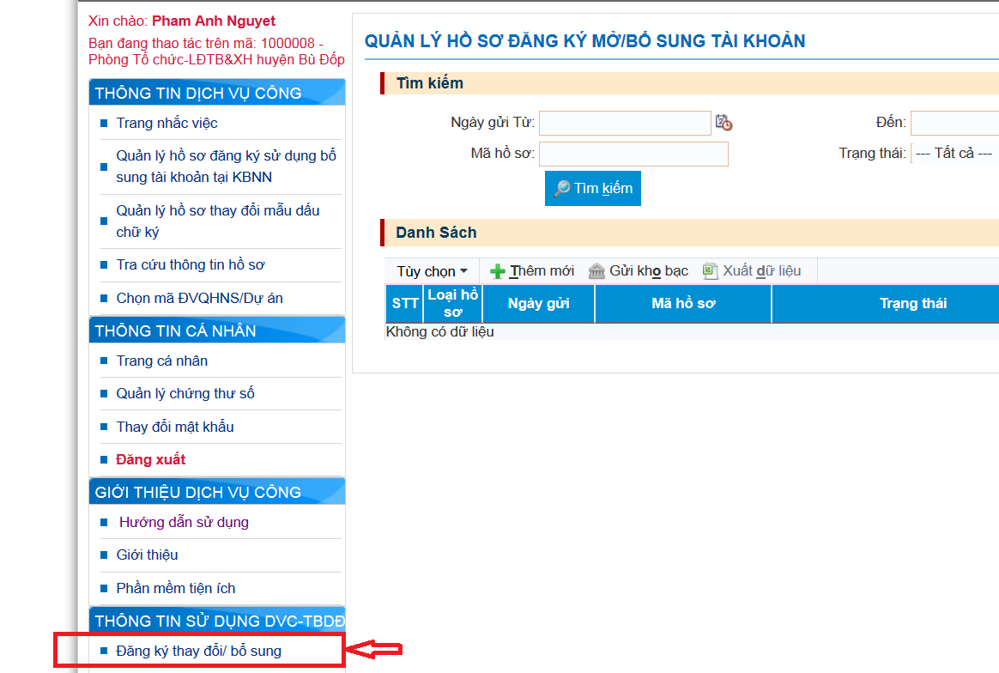 Xin chào: Pham Anh Nguyet
Bạn đang thao tác trên mã: 1000008 -
Phòng Tổ chức-LĐTB&XH huyện Bù Đốp
THÔNG TIN DỊCH VỤ CÔNG
Trang nhắc việc
Quản lý hồ sơ đăng ký sử dụng bổ
sung tài khoản tại KBNN
Quản lý hồ sơ thay đổi mẫu dấu
chữ ký
Tra cứu thông tin hồ sơ
Chọn mã ĐVQHNS/Dự án
THÔNG TIN CÁ NHÂN
Trang cá nhân
Quản lý chứng thư số
Thay đổi mật khẩu
Đăng xuất
GIỚI THIỆU DỊCH VỤ CÔNG
Hướng dẫn sử dụng
Giới thiệu
Phần mềm tiện ích
THÔNG TIN SỬ DỤNG DVC-TBDĐ
Đăng ký thay đổi/ bổ sung
QUẢN LÝ HỒ SƠ ĐĂNG KÝ MỞ/BỔ SUNG TÀI KHOẢN
Tìm kiếm
Ngày gửi Từ: Đến:
Mã hồ sơ: Trạng thái: --- Tất cả ---
Tìm kiếm
Danh Sách
Tùy chọn Thêm mới Gửi kho bạc Xuất dữ liệu
STT Loại hồ sơ Ngày gửi Mã hồ sơ Trạng thái
Không có dữ liệu